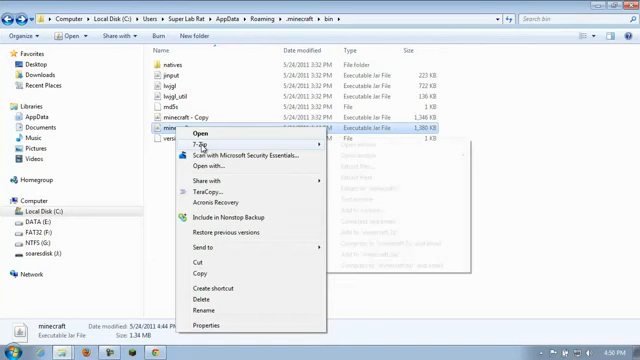 Computer ▸ Local Disk (C:) ▸ Users ▸ Super Lab Rat ▸ AppData ▸ Roaming ▸ .minecraft ▸ bin ▸
Search bin
Organize ▾ Open ▾ Share with ▾ Burn New folder
Favorites
Desktop
Downloads
Recent Places
Libraries
AppData
Documents
Music
Pictures
Videos
Homegroup
Computer
Local Disk (C:)
DATA (E:)
FAT32 (F:)
NTFS (G:)
soaresdisk (J:)
Network
Name Date modified Type Size
natives 5/24/2011 3:32 PM File folder
jinput 5/24/2011 3:32 PM Executable Jar File 223 KB
lwjgl 5/24/2011 3:32 PM Executable Jar File
lwjgl_util 5/24/2011 3:32 PM Executable Jar File
md5s 5/24/2011 3:32 PM File 1 KB
minecraft - Copy 5/24/2011 3:32 PM Executable Jar File 1,346 KB
Executable Jar File 1,380 KB
File 1 KB
Open
7-Zip
Scan with Microsoft Security Essentials...
Open with...
Share with
TeraCopy...
Acronis Recovery
Include in Nonstop Backup
Restore previous versions
Send to
Cut
Copy
Create shortcut
Delete
Rename
Properties
minecraft Date modified: 5/24/2011 4:44 PM
Executable Jar File 1.34 MB
4:50 PM